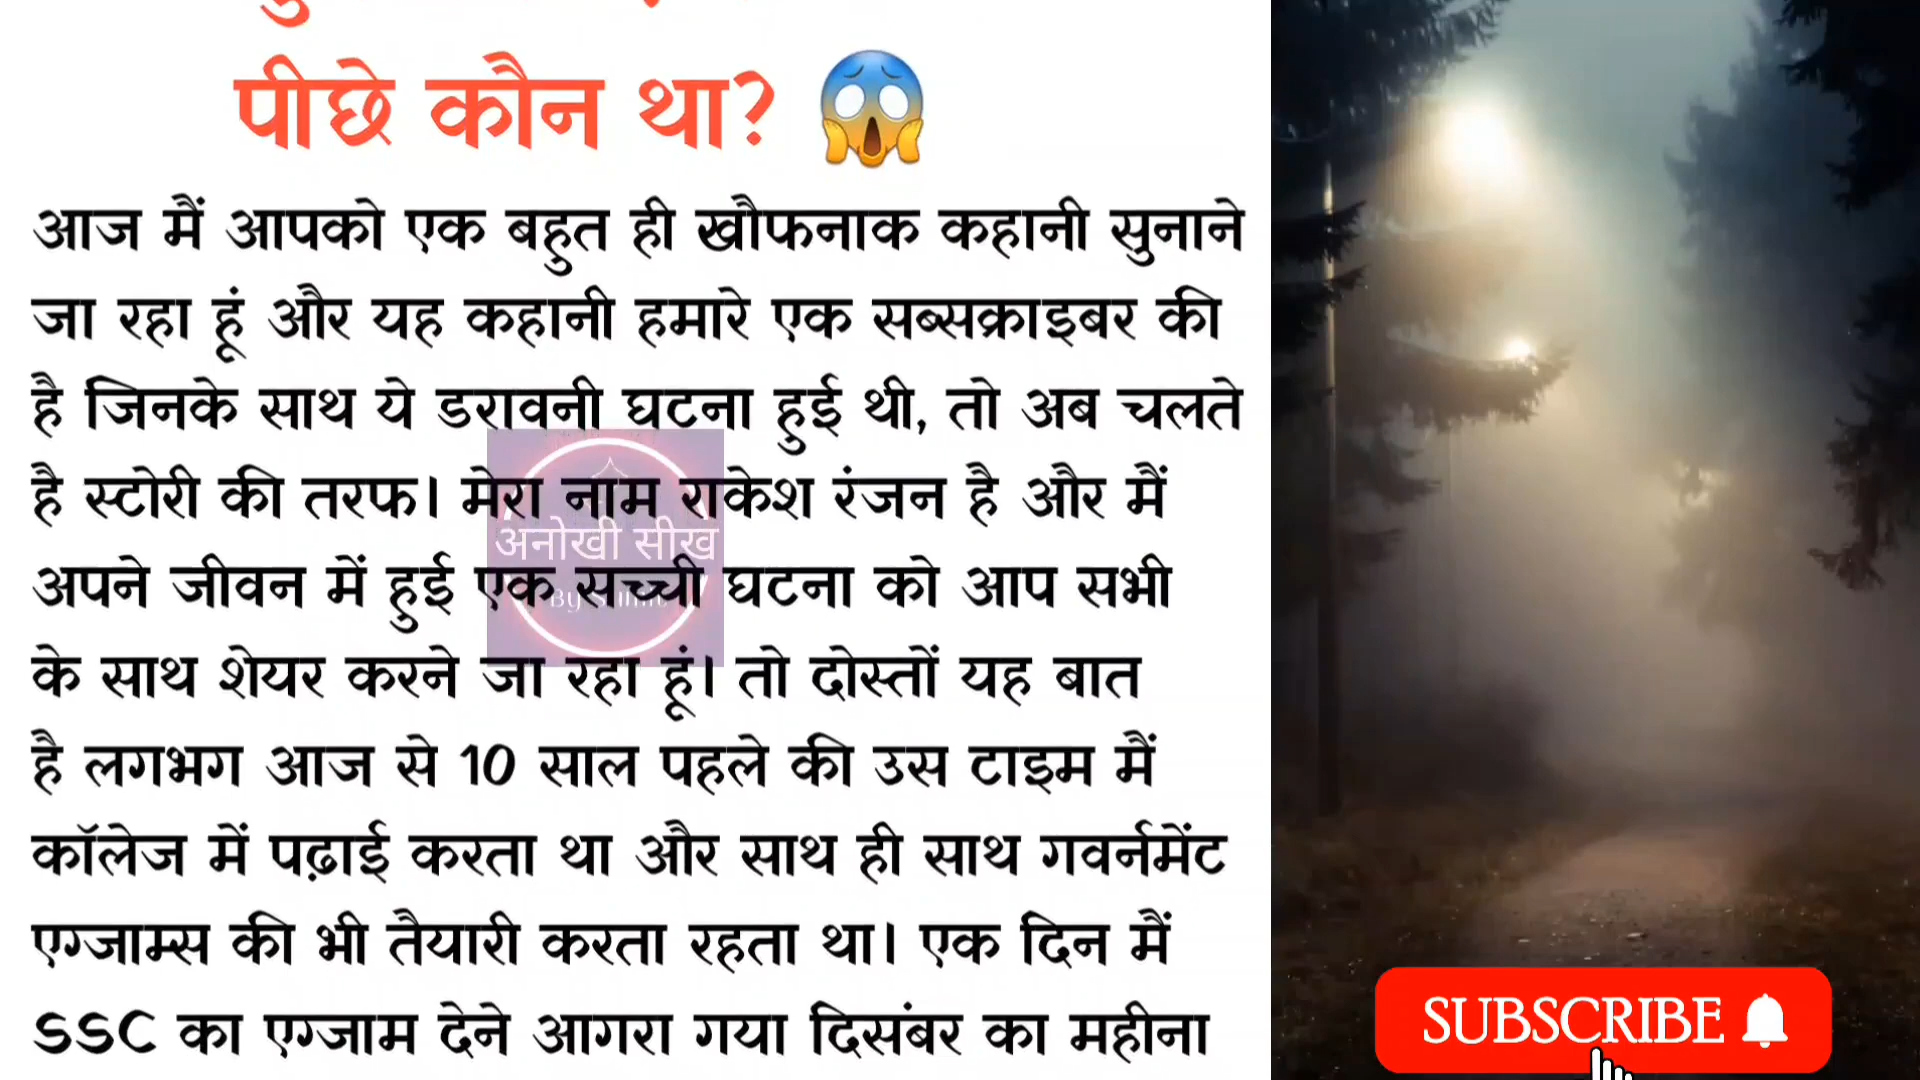 पीछे कौन था? 😱
आज मैं आपको एक बहुत ही खौफनाक कहानी सुनाने
जा रहा हूं और यह कहानी हमारे एक सब्सक्राइबर की
है जिनके साथ ये डरावनी घटना हुई थी, तो अब चलते
है स्टोरी की तरफ। मेरा नाम राकेश रंजन है और मैं
अनोखी सीख
अपने जीवन में हुई एक सच्ची घटना को आप सभी
By
के साथ शेयर करने जा रहा हूं। तो दोस्तों यह बात
है लगभग आज से 10 साल पहले की उस टाइम मैं
कॉलेज में पढ़ाई करता था और साथ ही साथ गवर्नमेंट
एग्जाम्स की भी तैयारी करता रहता था। एक दिन मैं
SSC का एग्जाम देने आगरा गया दिसंबर का महीना
SUBSCRIBE